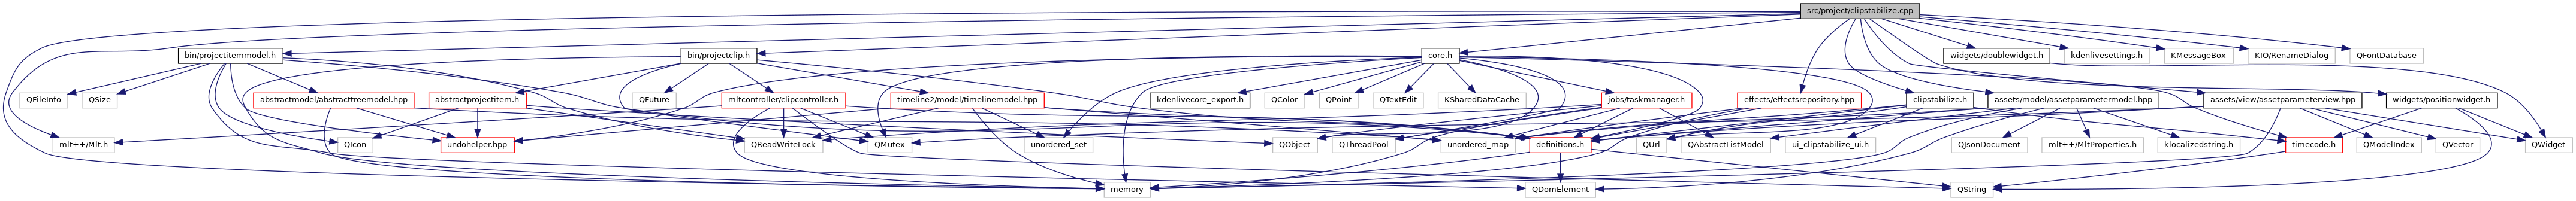 src/project/clipstabilize.cpp
bin/projectitemmodel.h
bin/projectclip.h
core.h
widgets/doublewidget.h
kdenlivesettings.h
KMessageBox
KIO/RenameDialog
QFontDatabase
QFileInfo
QSize
abstractmodel/abstracttreemodel.hpp
abstractprojectitem.h
QFuture
mltcontroller/clipcontroller.h
timeline2/model/timelinemodel.hpp
kdenlivecore_export.h
QColor
QPoint
QTextEdit
KSharedDataCache
jobs/taskmanager.h
effects/effectsrepository.hpp
clipstabilize.h
assets/model/assetparametermodel.hpp
assets/view/assetparameterview.hpp
widgets/positionwidget.h
mlt++/Mlt.h
QIcon
undohelper.hpp
QReadWriteLock
QMutex
unordered_set
QObject
QThreadPool
unordered_map
definitions.h
QUrl
QAbstractListModel
ui_clipstabilize_ui.h
QJsonDocument
mlt++/MltProperties.h
klocalizedstring.h
timecode.h
QModelIndex
QVector
QWidget
memory
QDomElement
QString